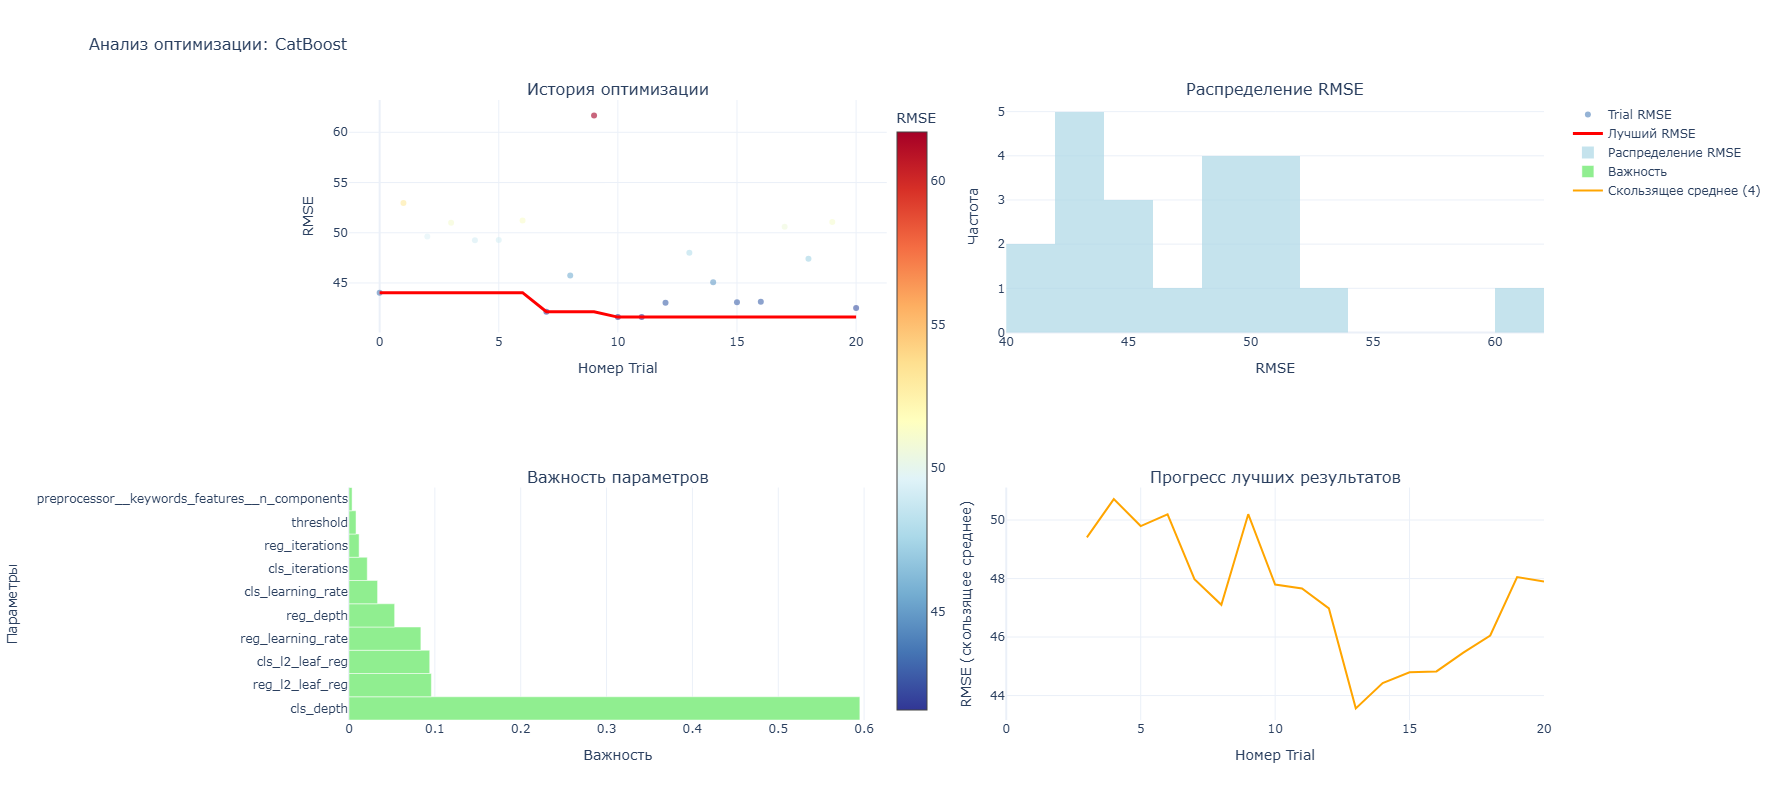 Анализ оптимизации: CatBoost
История оптимизации
RMSE
60
55
50
45
0
5
10
15
20
Номер Trial
RMSE
60
55
50
45
Распределение RMSE
Частота
5
4
3
2
1
0
40
45
50
55
60
RMSE
Trial RMSE
Лучший RMSE
Распределение RMSE
Важность
Скользящее среднее (4)
Важность параметров
Параметры
preprocessor__keywords_features__n_components
threshold
reg_iterations
cls_iterations
cls_learning_rate
reg_depth
reg_learning_rate
cls_l2_leaf_reg
reg_l2_leaf_reg
cls_depth
0
0.1
0.2
0.3
0.4
0.5
0.6
Важность
Прогресс лучших результатов
RMSE (скользящее среднее)
50
48
46
44
0
5
10
15
20
Номер Trial